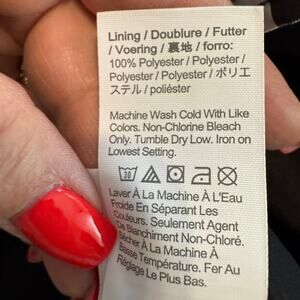 Lining / Doublure / Futter
/ Voering / 裏地 / forro:
100% Polyester / Polyester /
Polyester / Polyester / ポリエ
ステル / poliéster
Machine Wash Cold With Like
Colors. Non-Chlorine Bleach
Only. Tumble Dry Low. Iron on
Lowest Setting.
30
Laver À La Machine À L'Eau
Froide En Séparant Les
Couleurs. Seulement Agent
De Blanchiment Non-Chloré.
Sécher À La Machine À
Basse Température. Fer Au
Réglage Le Plus Bas.